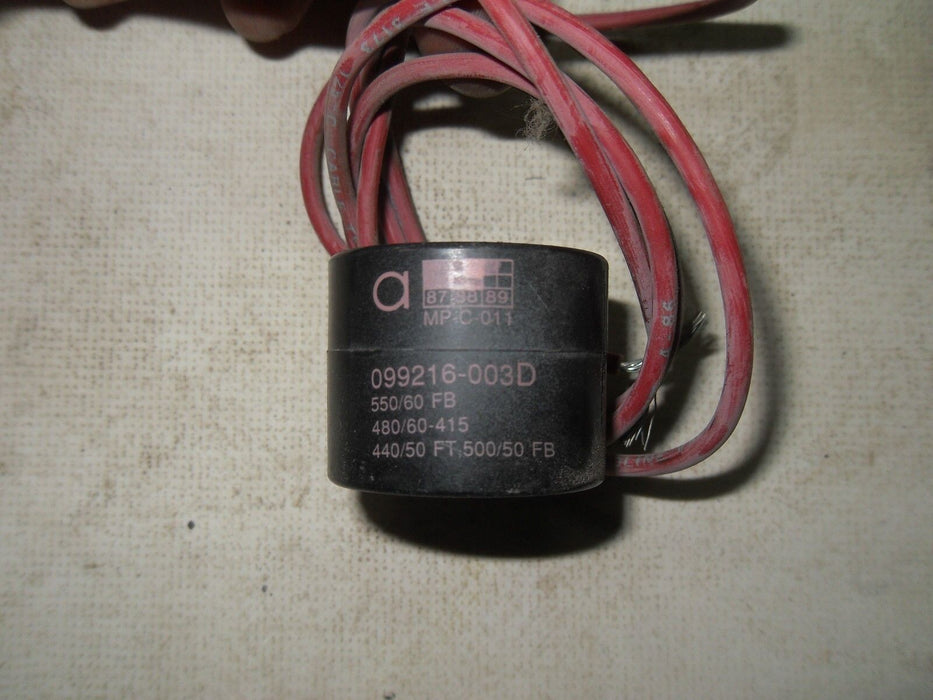 a
87 88 89
MP-C-011
099216-003D
550/60 FB
480/60-415
440/50 FT,500/50 FB